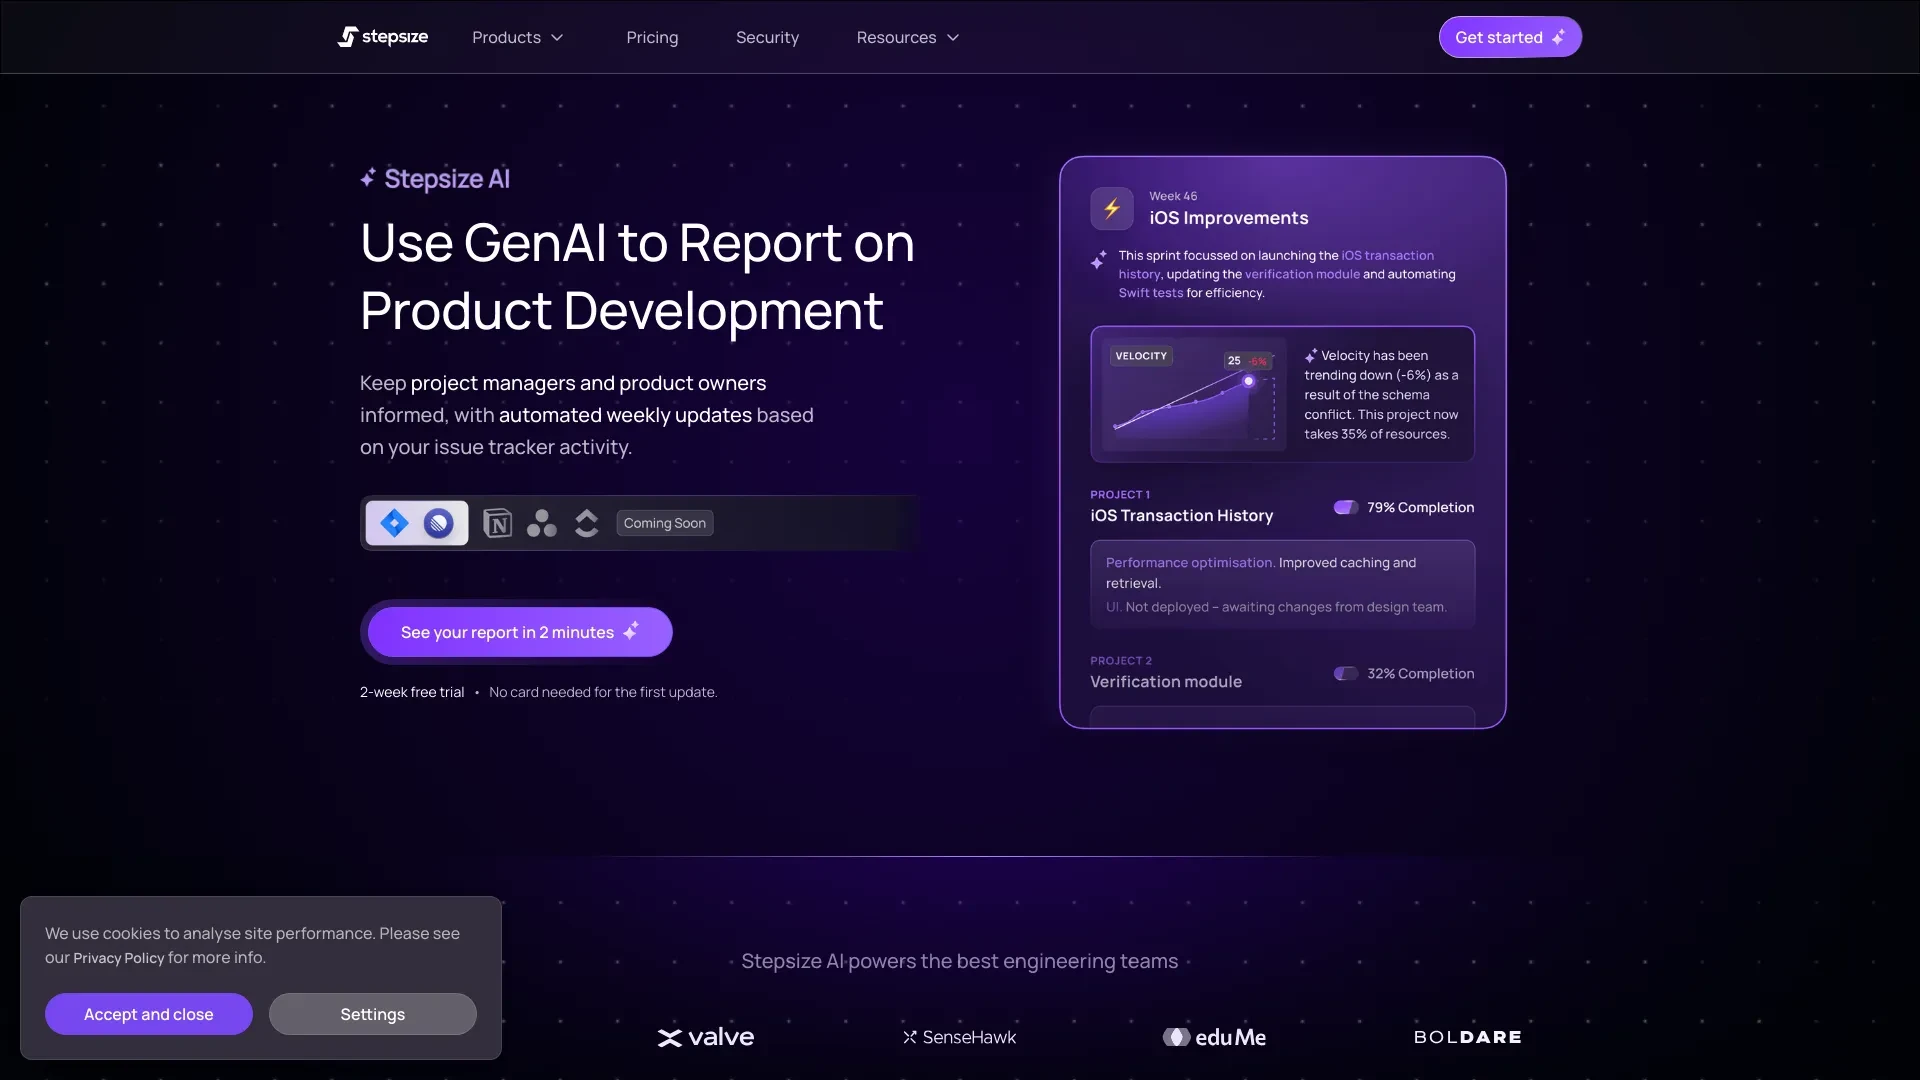 stepsize
Products
Pricing
Security
Resources
Get started
Stepsize AI
Use GenAI to Report on
Product Development
Keep project managers and product owners
informed, with automated weekly updates based
on your issue tracker activity.
N
Coming Soon
See your report in 2 minutes
2-week free trial • No card needed for the first update.
Week 46
iOS Improvements
This sprint focussed on launching the iOS transaction
history, updating the verification module and automating
Swift tests for efficiency.
VELOCITY
25 -6%
Velocity has been
trending down (-6%) as a
result of the schema
conflict. This project now
takes 35% of resources.
PROJECT 1
iOS Transaction History
79% Completion
Performance optimisation. Improved caching and
retrieval.
UI. Not deployed – awaiting changes from design team.
PROJECT 2
Verification module
32% Completion
We use cookies to analyse site performance. Please see
our Privacy Policy for more info.
Accept and close
Settings
Stepsize AI powers the best engineering teams
valve
SenseHawk
eduMe
BOLDARE